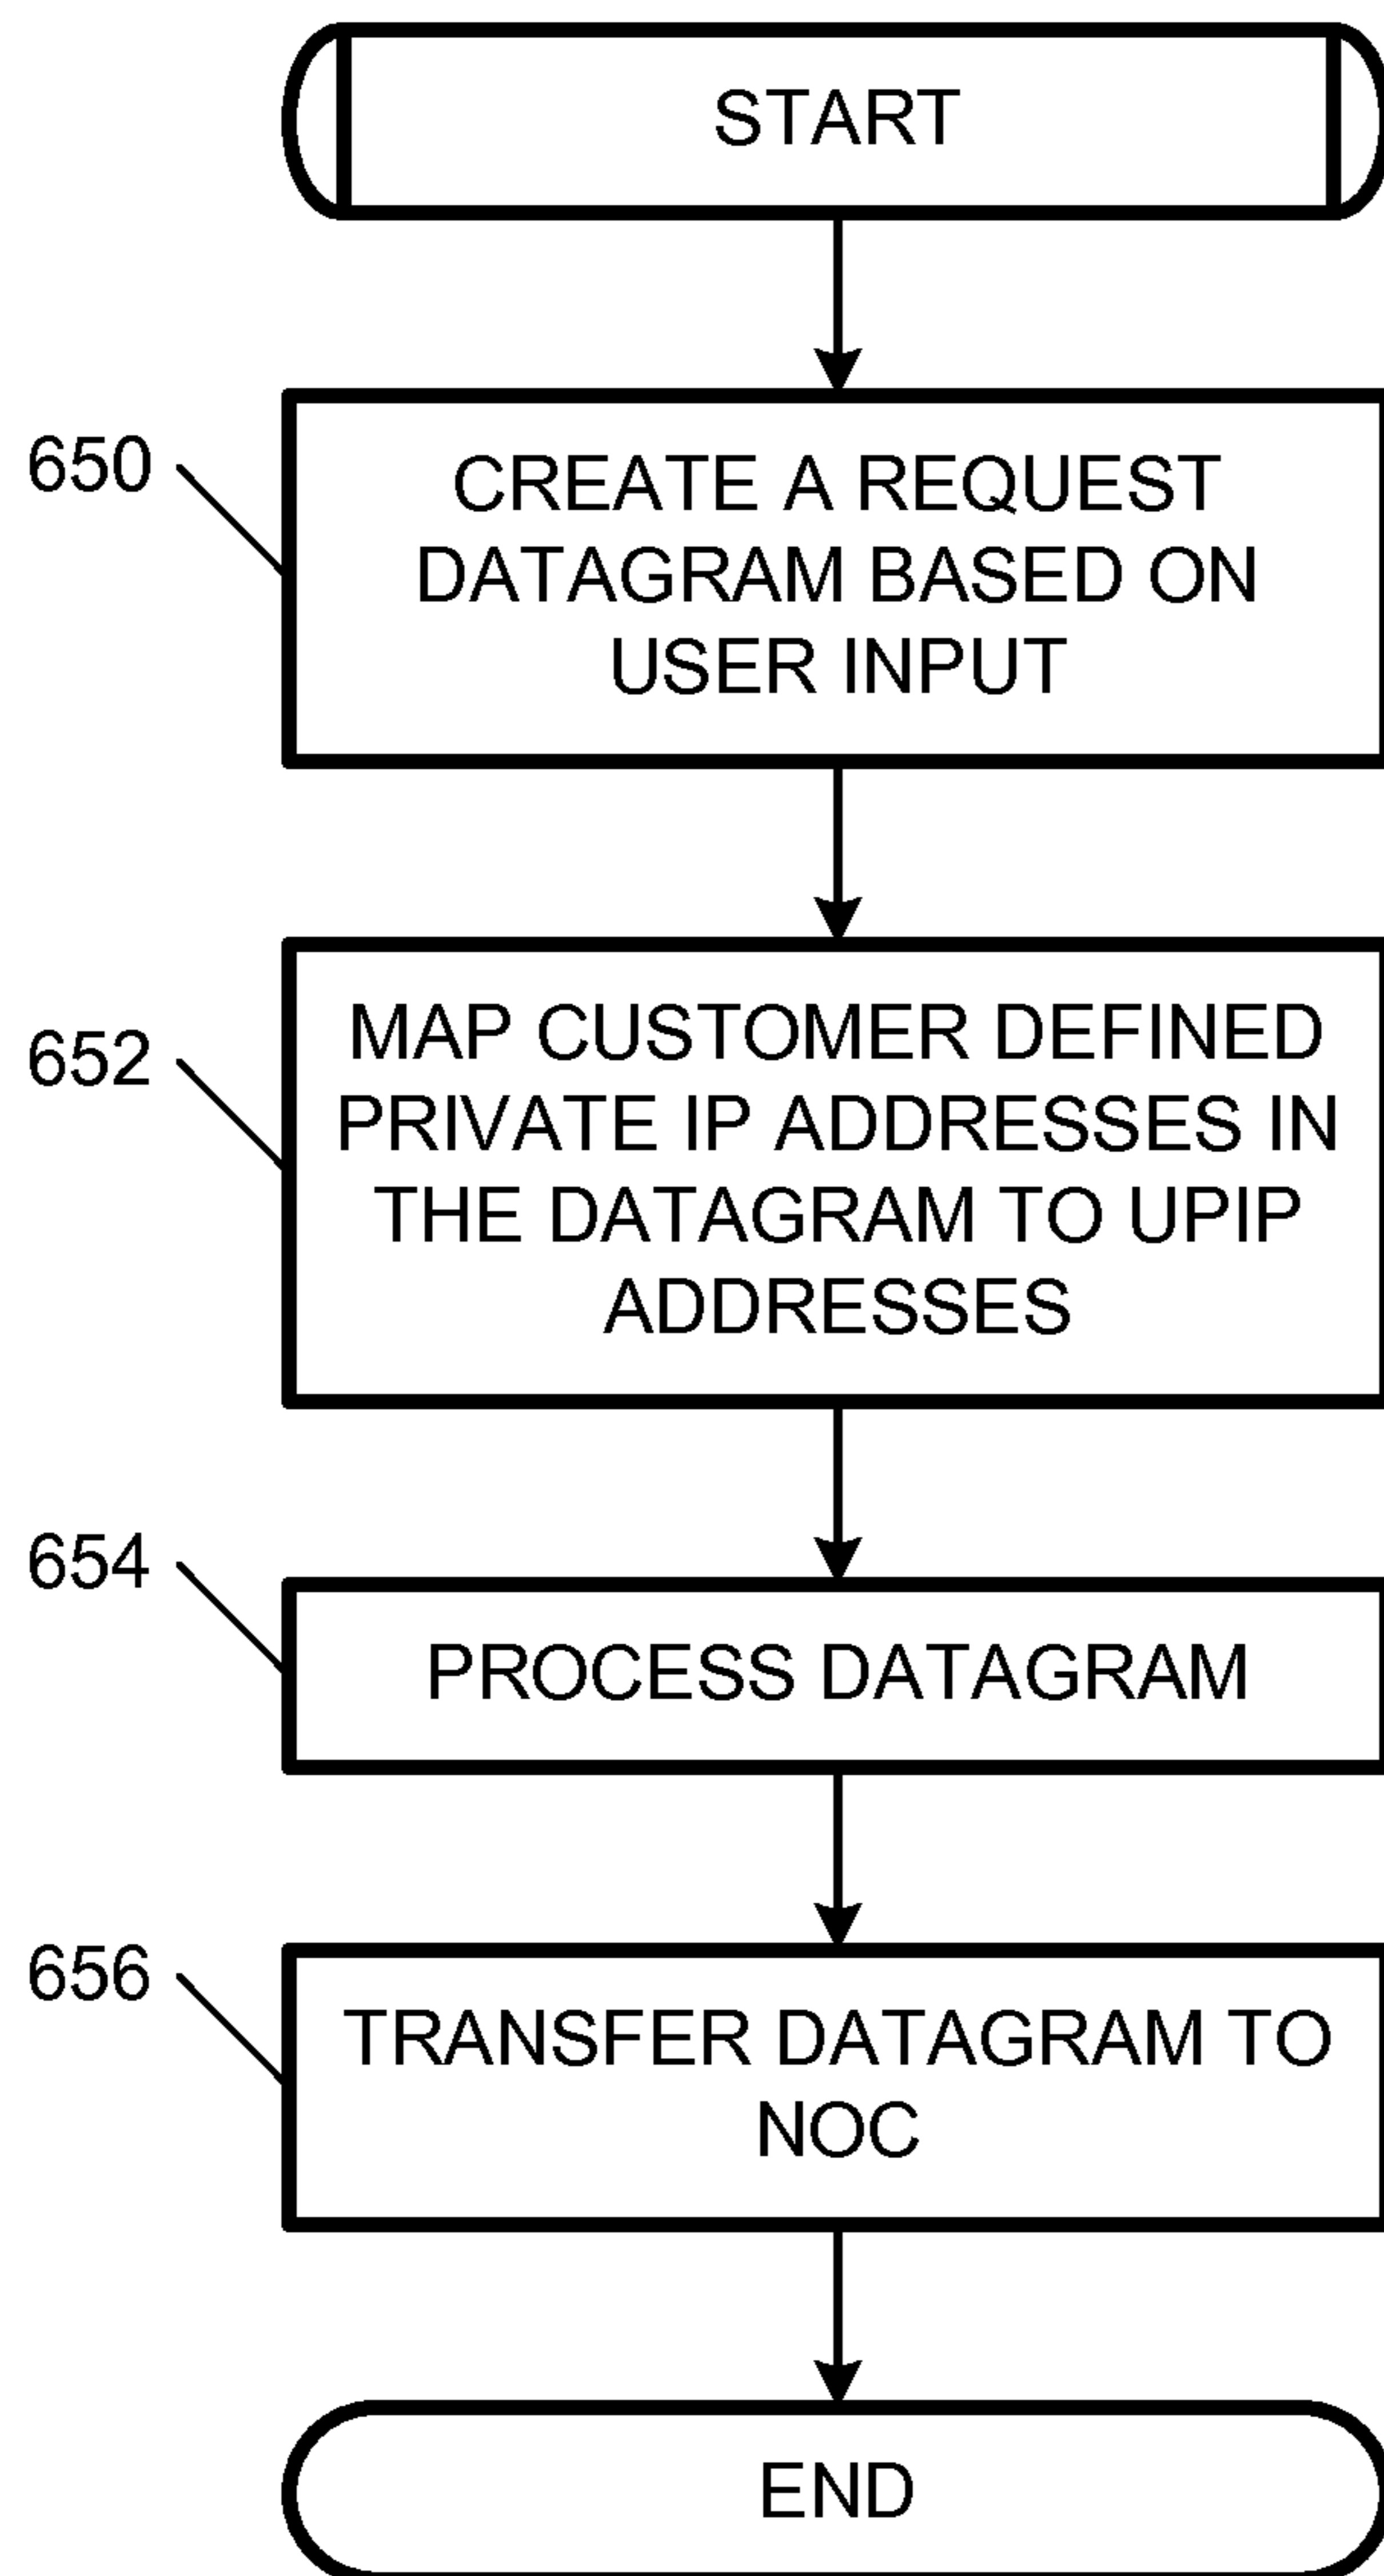 START
650
CREATE A REQUEST
DATAGRAM BASED ON
USER INPUT
652
MAP CUSTOMER DEFINED
PRIVATE IP ADDRESSES IN
THE DATAGRAM TO UPIP
ADDRESSES
654
PROCESS DATAGRAM
656
TRANSFER DATAGRAM TO
NOC
END